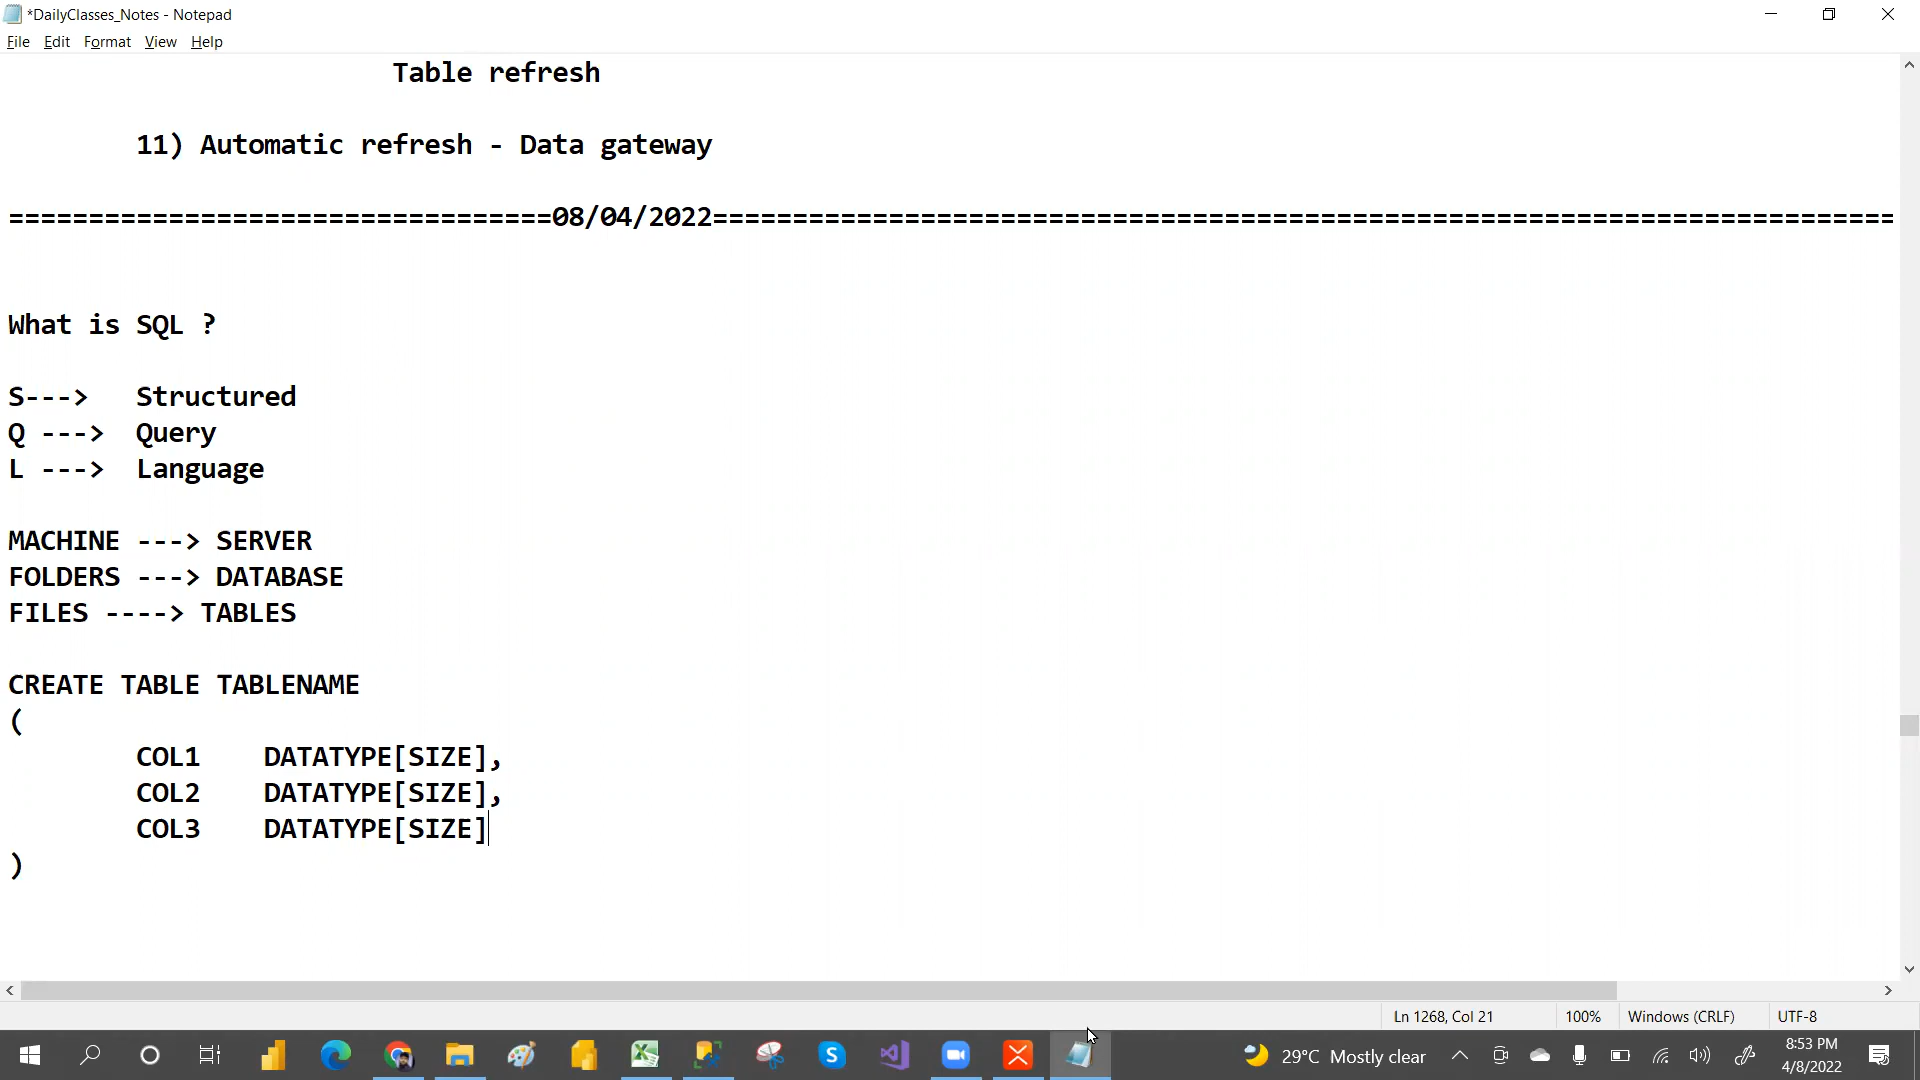 *DailyClasses_Notes - Notepad
File Edit Format View Help
Table refresh
11) Automatic refresh - Data gateway
==================================08/04/2022==========================================================================
What is SQL ?
S---> Structured
Q ---> Query
L ---> Language
MACHINE ---> SERVER
FOLDERS ---> DATABASE
FILES ----> TABLES
CREATE TABLE TABLENAME
(
COL1 DATATYPE[SIZE],
COL2 DATATYPE[SIZE],
COL3 DATATYPE[SIZE]
)
Ln 1268, Col 21 100% Windows (CRLF) UTF-8
29°C Mostly clear 8:53 PM
4/8/2022